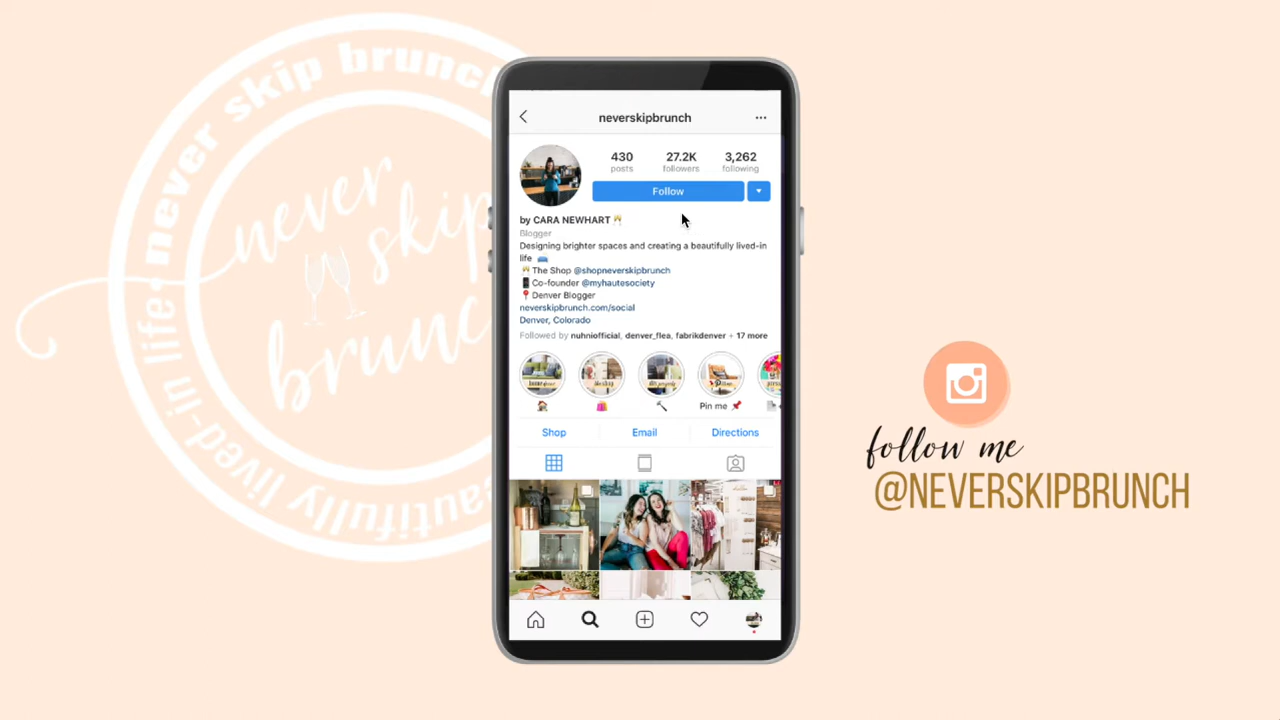 never skip brunch
beautifully lived-in life
never
skip
brunch
neverskipbrunch
430
27.2K
3,262
posts
followers
following
Follow
by CARA NEWHART 🥂
Blogger
Designing brighter spaces and creating a beautifully lived-in
life 🛋️
🥂 The Shop @shopneverskipbrunch
📱 Co-founder @myhautesociety
📍 Denver Blogger
neverskipbrunch.com/social
Denver, Colorado
Followed by nuhniofficial, denver_flea, fabrikdenver + 17 more
Pin me 📌
Shop
Email
Directions
follow me
@NEVERSKIPBRUNCH